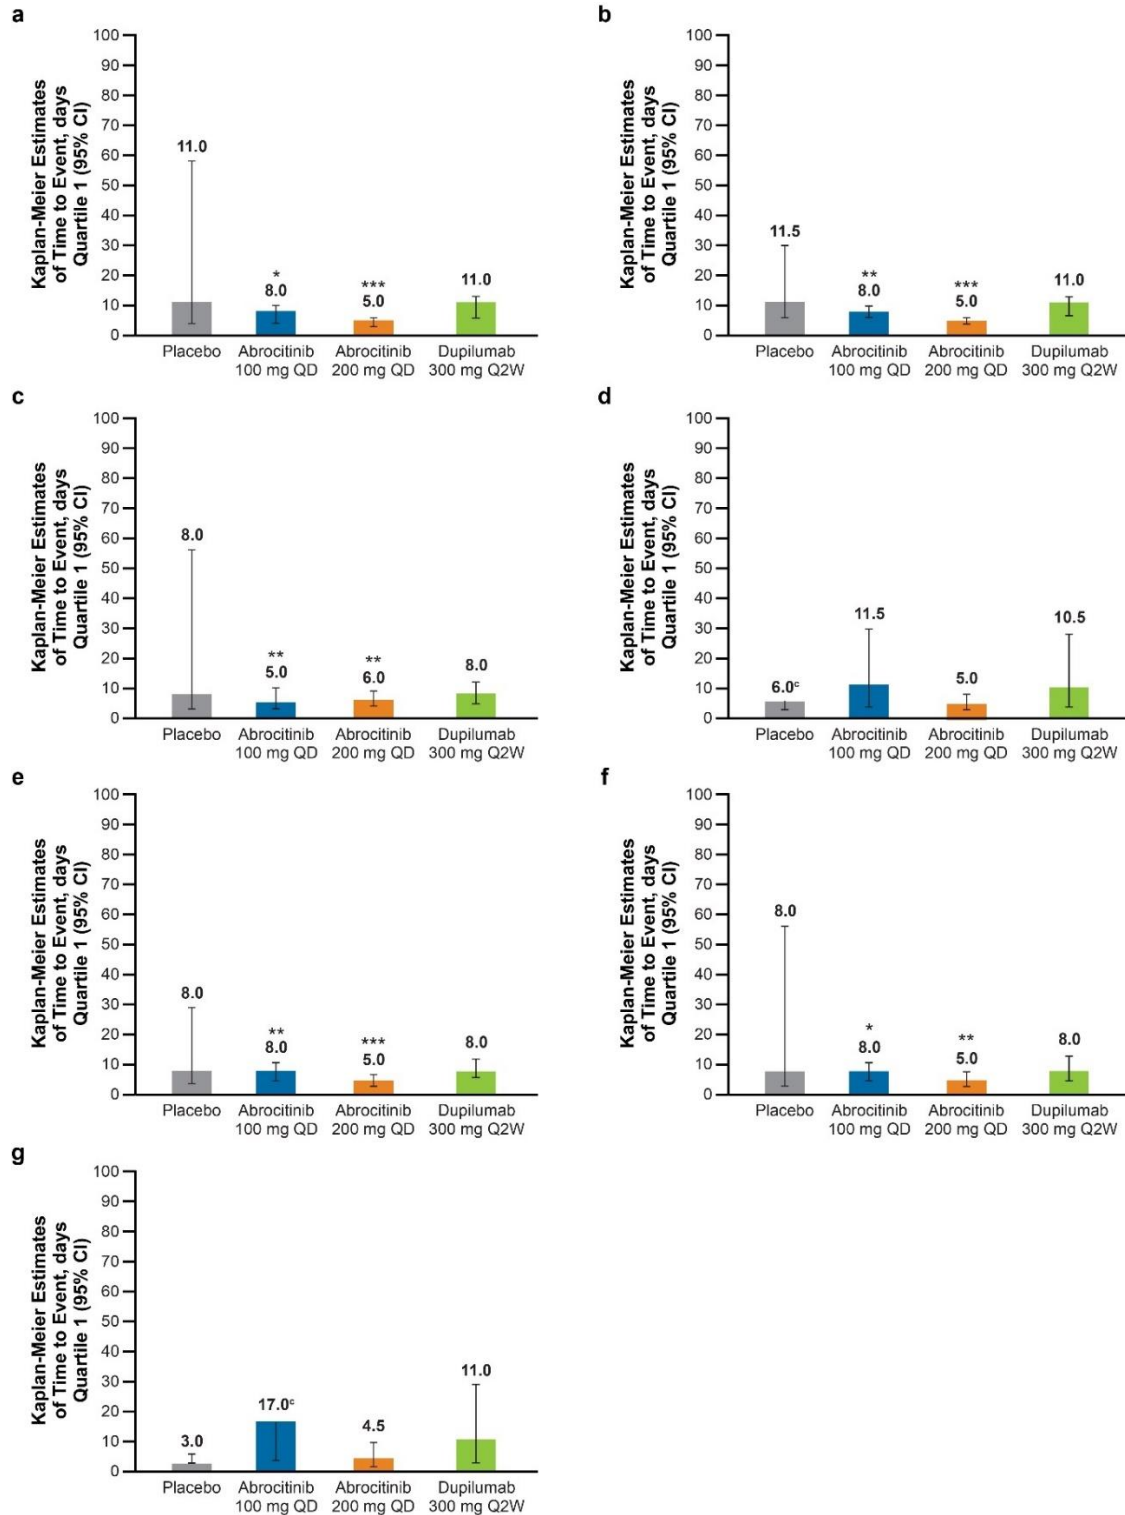 a
Kaplan-Meier Estimates
of Time to Event, days
Quartile 1 (95% CI)
100
90
80
70
60
50
40
30
20
10
0
11.0
*
8.0
***
5.0
11.0
Placebo
Abrocitinib
100 mg QD
Abrocitinib
200 mg QD
Dupilumab
300 mg Q2W
b
Kaplan-Meier Estimates
of Time to Event, days
Quartile 1 (95% CI)
100
90
80
70
60
50
40
30
20
10
0
11.5
**
8.0
***
5.0
11.0
Placebo
Abrocitinib
100 mg QD
Abrocitinib
200 mg QD
Dupilumab
300 mg Q2W
c
Kaplan-Meier Estimates
of Time to Event, days
Quartile 1 (95% CI)
100
90
80
70
60
50
40
30
20
10
0
8.0
**
5.0
**
6.0
8.0
Placebo
Abrocitinib
100 mg QD
Abrocitinib
200 mg QD
Dupilumab
300 mg Q2W
d
Kaplan-Meier Estimates
of Time to Event, days
Quartile 1 (95% CI)
100
90
80
70
60
50
40
30
20
10
0
6.0ᶜ
11.5
5.0
10.5
Placebo
Abrocitinib
100 mg QD
Abrocitinib
200 mg QD
Dupilumab
300 mg Q2W
e
Kaplan-Meier Estimates
of Time to Event, days
Quartile 1 (95% CI)
100
90
80
70
60
50
40
30
20
10
0
8.0
**
8.0
***
5.0
8.0
Placebo
Abrocitinib
100 mg QD
Abrocitinib
200 mg QD
Dupilumab
300 mg Q2W
f
Kaplan-Meier Estimates
of Time to Event, days
Quartile 1 (95% CI)
100
90
80
70
60
50
40
30
20
10
0
8.0
*
8.0
**
5.0
8.0
Placebo
Abrocitinib
100 mg QD
Abrocitinib
200 mg QD
Dupilumab
300 mg Q2W
g
Kaplan-Meier Estimates
of Time to Event, days
Quartile 1 (95% CI)
100
90
80
70
60
50
40
30
20
10
0
3.0
17.0ᶜ
4.5
11.0
Placebo
Abrocitinib
100 mg QD
Abrocitinib
200 mg QD
Dupilumab
300 mg Q2W